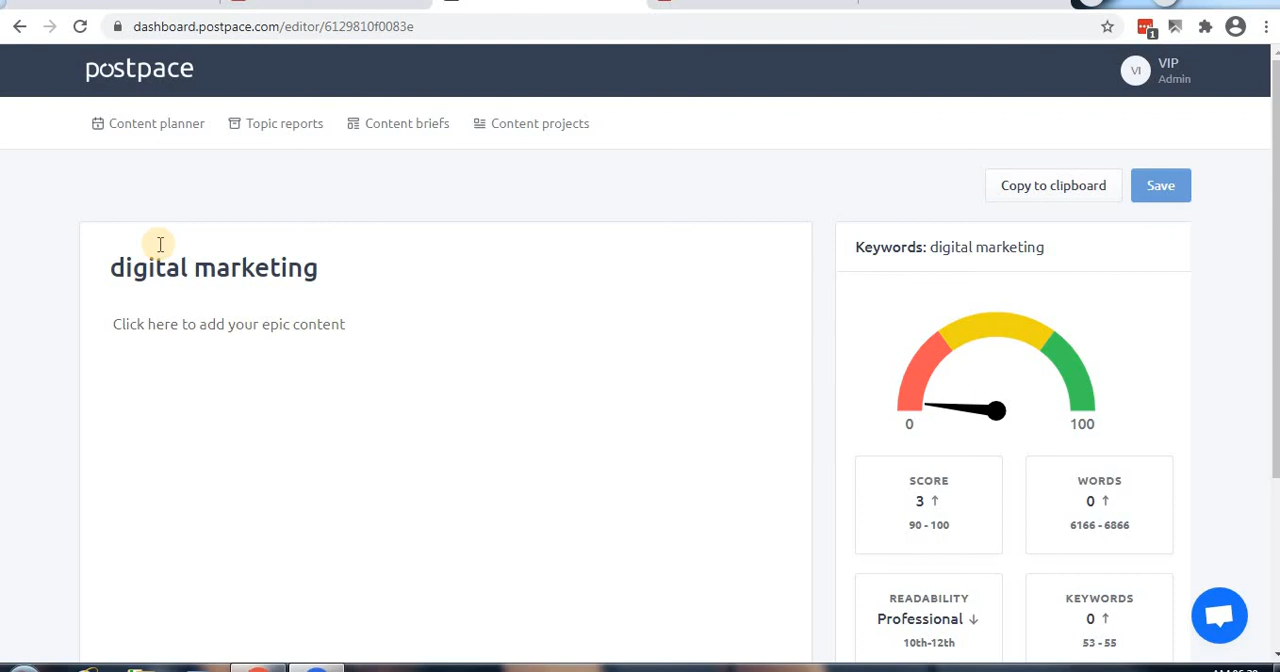 dashboard.postpace.com/editor/6129810f0083e
1
postpace
VI
VIP
Admin
Content planner
Topic reports
Content briefs
Content projects
Copy to clipboard
Save
digital marketing
Click here to add your epic content
Keywords: digital marketing
0
100
SCORE
3 ↑
90 - 100
WORDS
0 ↑
6166 - 6866
READABILITY
Professional ↓
10th-12th
KEYWORDS
0 ↑
53 - 55